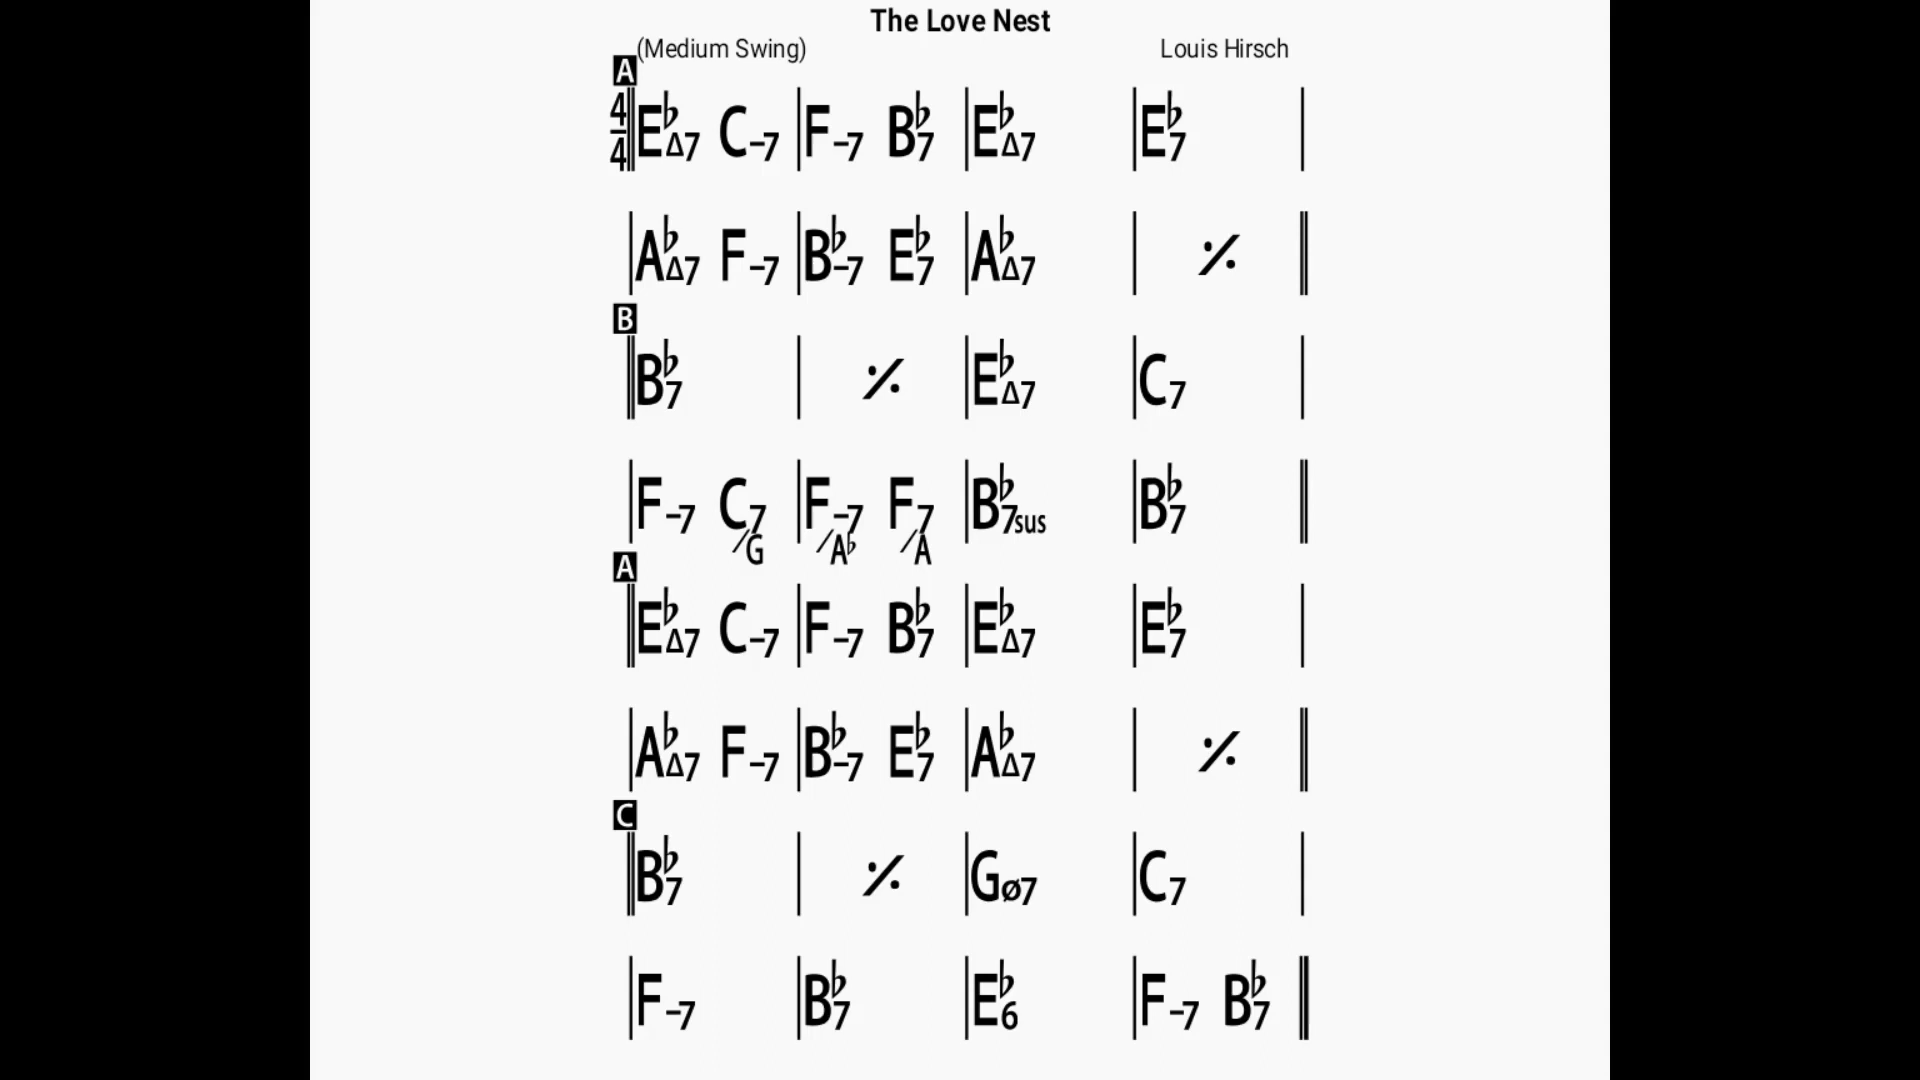 The Love Nest
(Medium Swing) Louis Hirsch
A
4/4 E♭Δ7 C-7 | F-7 B♭7 | E♭Δ7 | E♭7 |
| A♭Δ7 F-7 | B♭-7 E♭7 | A♭Δ7 | 𝄎 ||
B
|| B♭7 | 𝄎 | E♭Δ7 | C7 |
| F-7 C7/G | F-7/A♭ F7/A | B♭7sus | B♭7 ||
A
|| E♭Δ7 C-7 | F-7 B♭7 | E♭Δ7 | E♭7 |
| A♭Δ7 F-7 | B♭-7 E♭7 | A♭Δ7 | 𝄎 ||
C
|| B♭7 | 𝄎 | Gø7 | C7 |
| F-7 | B♭7 | E♭6 | F-7 B♭7 ||